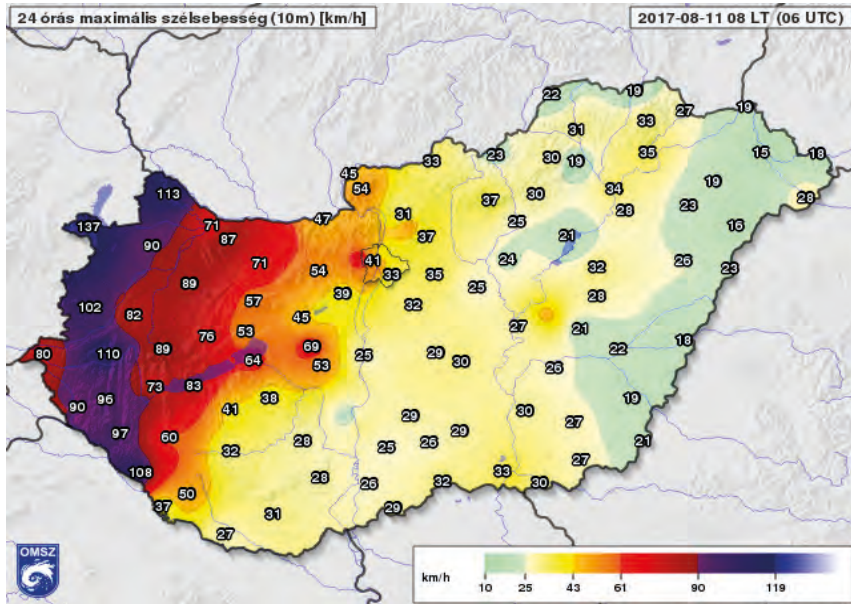 24 órás maximális szélsebesség (10m) [km/h]
2017-08-11 08 LT (06 UTC)
22 19
27 19
33
31
15 18
23 30 19 35
33
45
54 19
113 34
37 30 28 23 28
31
47 25
137 71 16
87 37 21
90
24
71 54 41 32 26 23
33 35
89 25
57 39 28
102 32
82 45 27 21
53
76 18
89 69 22
80 110 64 25 29 30
53 26
73 83
96 38 19
90 41 30
29
97 60 29 27
28 26 21
32 25
27
108 28 33
26 32 30
50
37 29
31
27
OMSZ
km/h
10 25 43 61 90 119